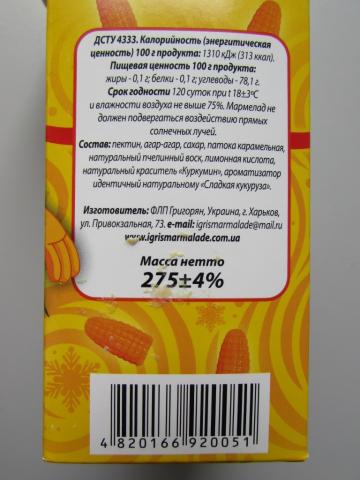 ДСТУ 4333. Калорийность (энергитическая
ценность) 100 г продукта: 1310 кДж (313 ккал).
Пищевая ценность 100 г продукта:
жиры - 0,1 г; белки - 0,1 г; углеводы - 78,1 г.
Срок годности 120 суток при t 18±3ºC
и влажности воздуха не выше 75%. Мармелад не
должен подвергаться воздействию прямых
солнечных лучей.
Состав: пектин, агар-агар, сахар, патока карамельная,
натуральный пчелиный воск, лимонная кислота,
натуральный краситель «Куркумин», ароматизатор
идентичный натуральному «Сладкая кукуруза».
Изготовитель: ФЛП Григорян, Украина, г. Харьков,
ул. Привокзальная, 73. e-mail: igrismarmelade@mail.ru
www.igrismarmalade.com.ua
Масса нетто
275±4%
4 820166 920051